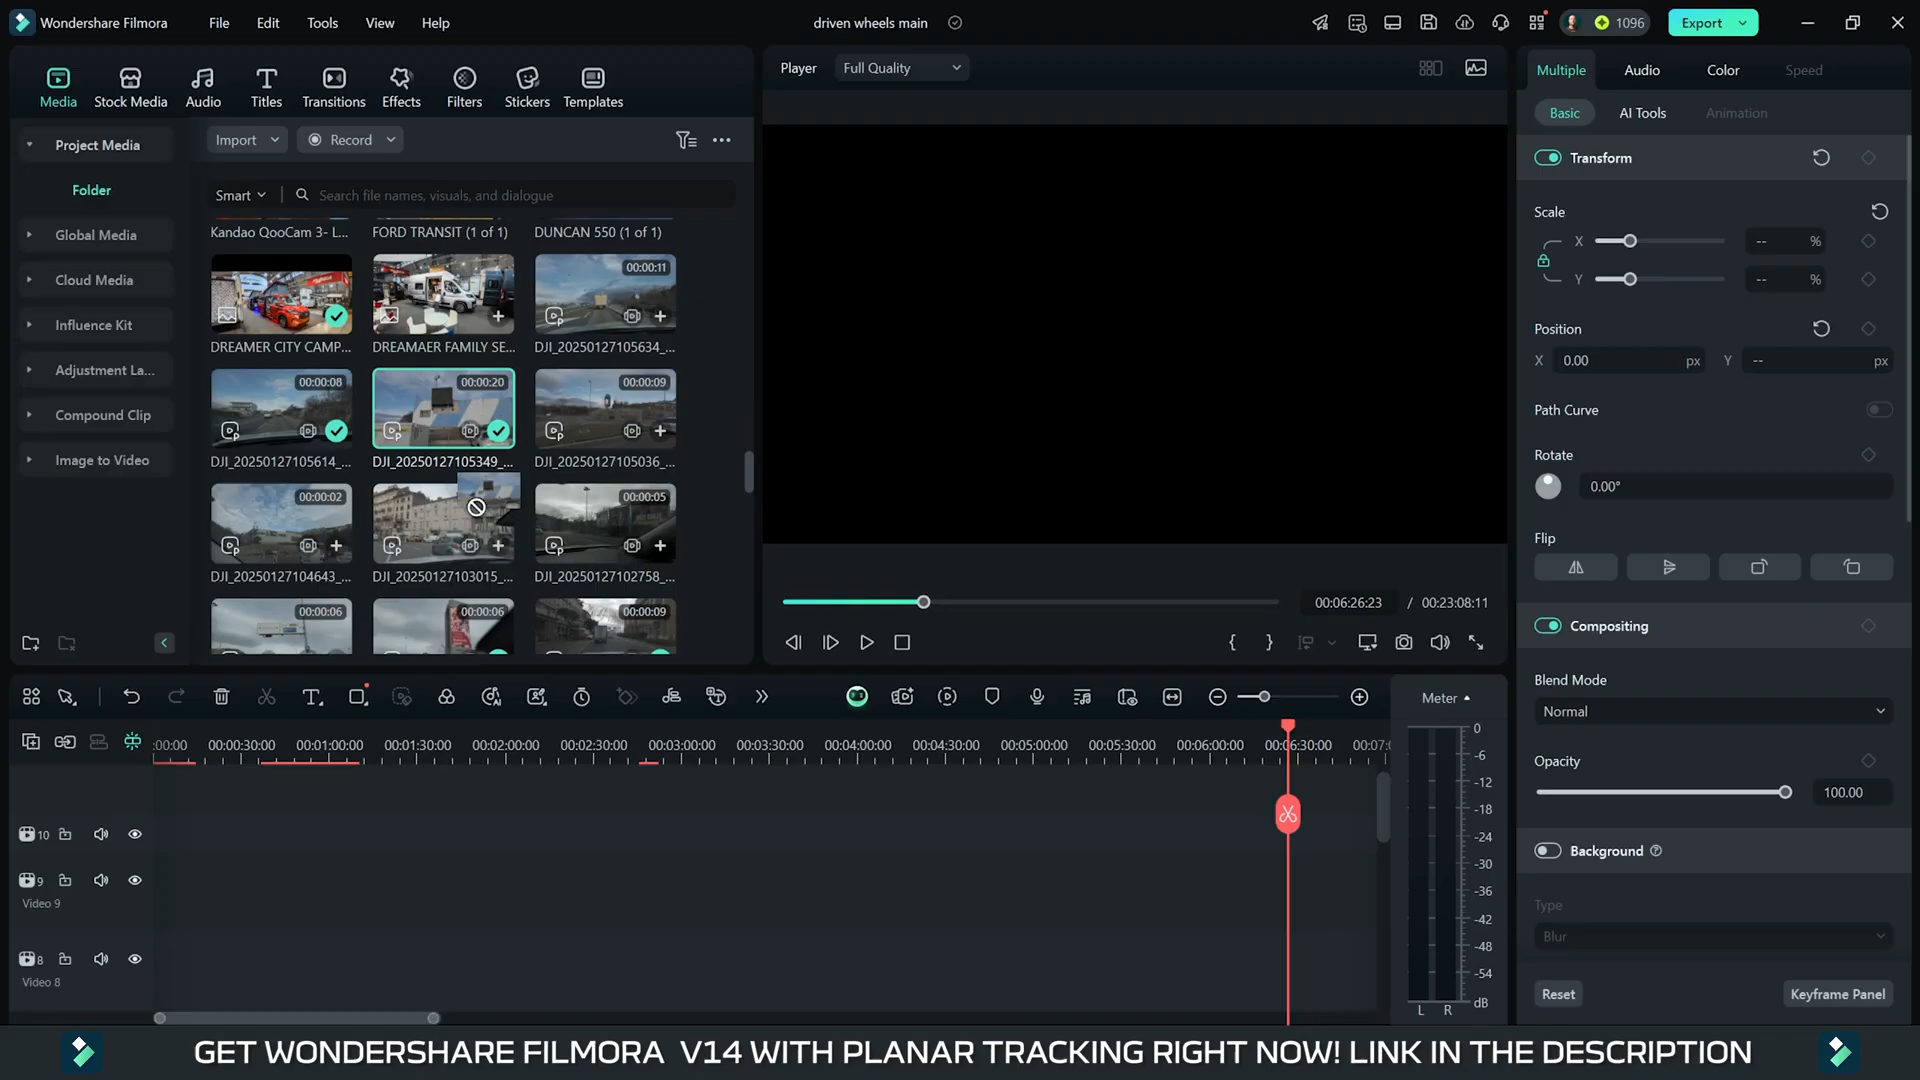 Wondershare Filmora
File
Edit
Tools
View
Help
driven wheels main
1096
Export
Media
Stock Media
Audio
Titles
Transitions
Effects
Filters
Stickers
Templates
Player
Full Quality
Multiple
Audio
Color
Speed
Basic
AI Tools
Animation
Project Media
Folder
Global Media
Cloud Media
Influence Kit
Adjustment La...
Compound Clip
Image to Video
Import
Record
Smart
Search file names, visuals, and dialogue
Kandao QooCam 3- L...
FORD TRANSIT (1 of 1)
DUNCAN 550 (1 of 1)
00:00:11
DREAMER CITY CAMP...
DREAMAER FAMILY SE...
DJI_20250127105634_...
00:00:08
00:00:20
00:00:09
DJI_20250127105614_...
DJI_20250127105349_...
DJI_20250127105036_...
00:00:02
00:00:05
DJI_20250127104643_...
DJI_20250127103015_...
DJI_20250127102758_...
00:00:06
00:00:06
00:00:09
00:06:26:23 / 00:23:08:11
Transform
Scale
X -- %
Y -- %
Position
X 0.00 px Y -- px
Path Curve
Rotate
0.00°
Flip
Compositing
Blend Mode
Normal
Opacity
100.00
Background
Type
Blur
Reset
Keyframe Panel
Meter
:00:00 00:00:30:00 00:01:00:00 00:01:30:00 00:02:00:00 00:02:30:00 00:03:00:00 00:03:30:00 00:04:00:00 00:04:30:00 00:05:00:00 00:05:30:00 00:06:00:00 00:06:30:00 00:07:
10
9
Video 9
8
Video 8
0
-6
-12
-18
-24
-30
-36
-42
-48
-54
dB
L R
GET WONDERSHARE FILMORA V14 WITH PLANAR TRACKING RIGHT NOW! LINK IN THE DESCRIPTION